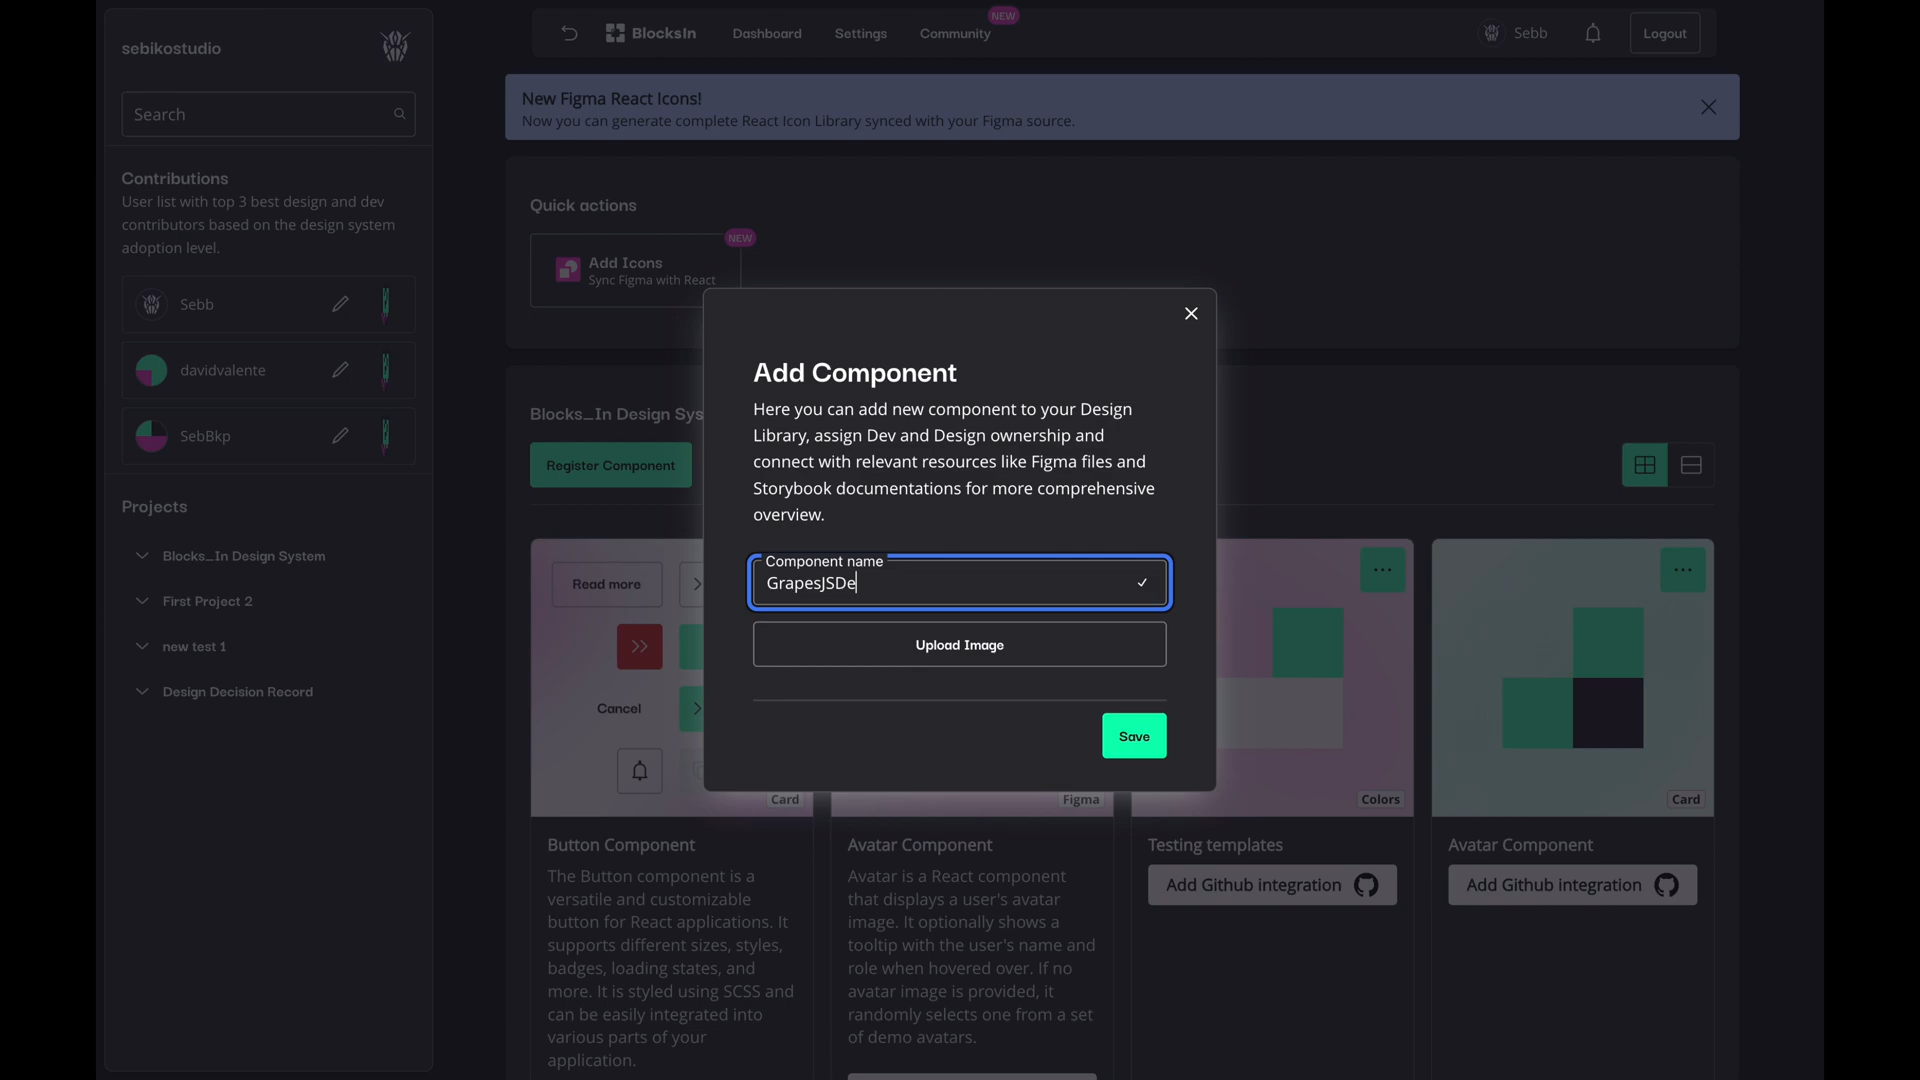 sebikostudio
Search
Contributions
User list with top 3 best design and dev
contributors based on the design system
adoption level.
Sebb
davidvalente
SebBkp
Projects
Blocks_In Design System
First Project 2
new test 1
Design Decision Record
BlocksIn
Dashboard
Settings
Community
NEW
Sebb
Logout
New Figma React Icons!
Now you can generate complete React Icon Library synced with your Figma source.
Quick actions
NEW
Add Icons
Sync Figma with React
Blocks_In Design Sys
Register Component
Add Component
Here you can add new component to your Design
Library, assign Dev and Design ownership and
connect with relevant resources like Figma files and
Storybook documentations for more comprehensive
overview.
Component name
GrapesJSDe
Upload Image
Save
Read more
Cancel
Card
Figma
Colors
Card
Button Component
The Button component is a
versatile and customizable
button for React applications. It
supports different sizes, styles,
badges, loading states, and
more. It is styled using SCSS and
can be easily integrated into
various parts of your
application.
Avatar Component
Avatar is a React component
that displays a user's avatar
image. It optionally shows a
tooltip with the user's name and
role when hovered over. If no
avatar image is provided, it
randomly selects one from a set
of demo avatars.
Testing templates
Add Github integration
Avatar Component
Add Github integration